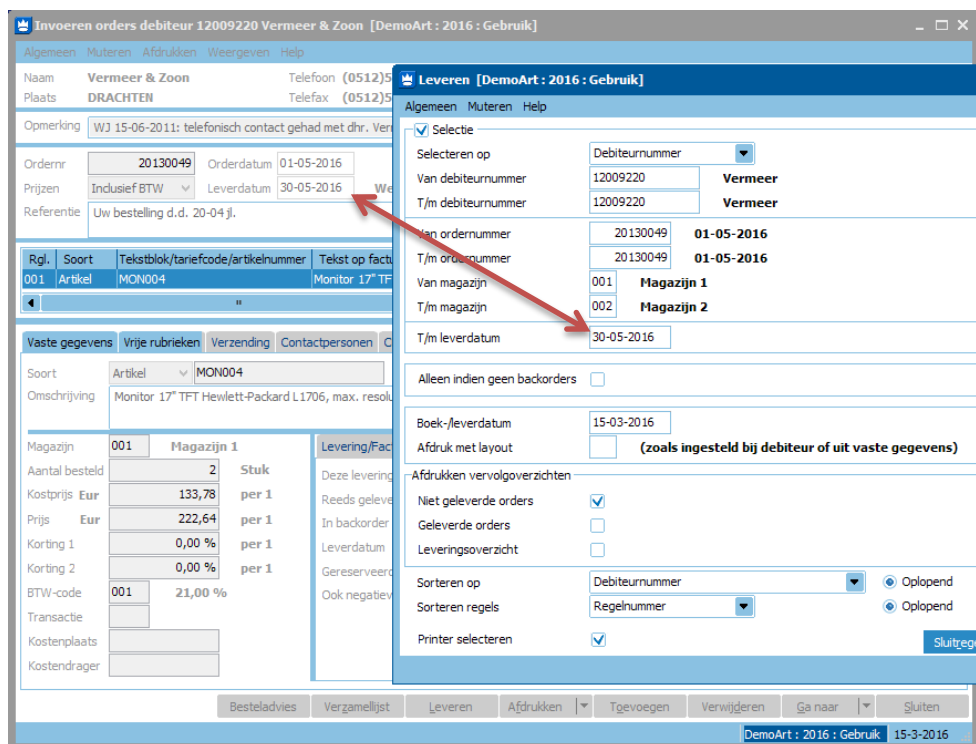 Invoeren orders debiteur 12009220 Vermeer & Zoon [DemoArt : 2016 : Gebruik]
Algemeen Muteren Afdrukken Weergeven Help
Naam Vermeer & Zoon Telefoon (0512)5
Plaats DRACHTEN Telefax (0512)5
Opmerking WJ 15-06-2011: telefonisch contact gehad met dhr. Ver
Ordernr 20130049 Orderdatum 01-05-2016
Prijzen Inclusief BTW Leverdatum 30-05-2016 We
Referentie Uw bestelling d.d. 20-04 jl.
Rgl. Soort Tekstblok/tariefcode/artikelnummer Tekst op factu
001 Artikel MON004 Monitor 17" TF
Vaste gegevens Vrije rubrieken Verzending Contactpersonen C
Soort Artikel MON004
Omschrijving Monitor 17" TFT Hewlett-Packard L1706, max. resolu
Magazijn 001 Magazijn 1
Aantal besteld 2 Stuk
Kostprijs Eur 133,78 per 1
Prijs Eur 222,64 per 1
Korting 1 0,00 % per 1
Korting 2 0,00 % per 1
BTW-code 001 21,00 %
Transactie
Kostenplaats
Kostendrager
Levering/Fact
Deze levering
Reeds geleve
In backorder
Leverdatum
Gereserveerd
Ook negatiev
Besteladvies Verzamellijst Leveren Afdrukken Toevoegen Verwijderen Ga naar Sluiten
DemoArt : 2016 : Gebruik 15-3-2016
Leveren [DemoArt : 2016 : Gebruik]
Algemeen Muteren Help
Selectie
Selecteren op Debiteurnummer
Van debiteurnummer 12009220 Vermeer
T/m debiteurnummer 12009220 Vermeer
Van ordernummer 20130049 01-05-2016
T/m ordernummer 20130049 01-05-2016
Van magazijn 001 Magazijn 1
T/m magazijn 002 Magazijn 2
T/m leverdatum 30-05-2016
Alleen indien geen backorders
Boek-/leverdatum 15-03-2016
Afdruk met layout (zoals ingesteld bij debiteur of uit vaste gegevens)
Afdrukken vervolgoverzichten
Niet geleverde orders
Geleverde orders
Leveringsoverzicht
Sorteren op Debiteurnummer Oplopend
Sorteren regels Regelnummer Oplopend
Printer selecteren
Sluitrege